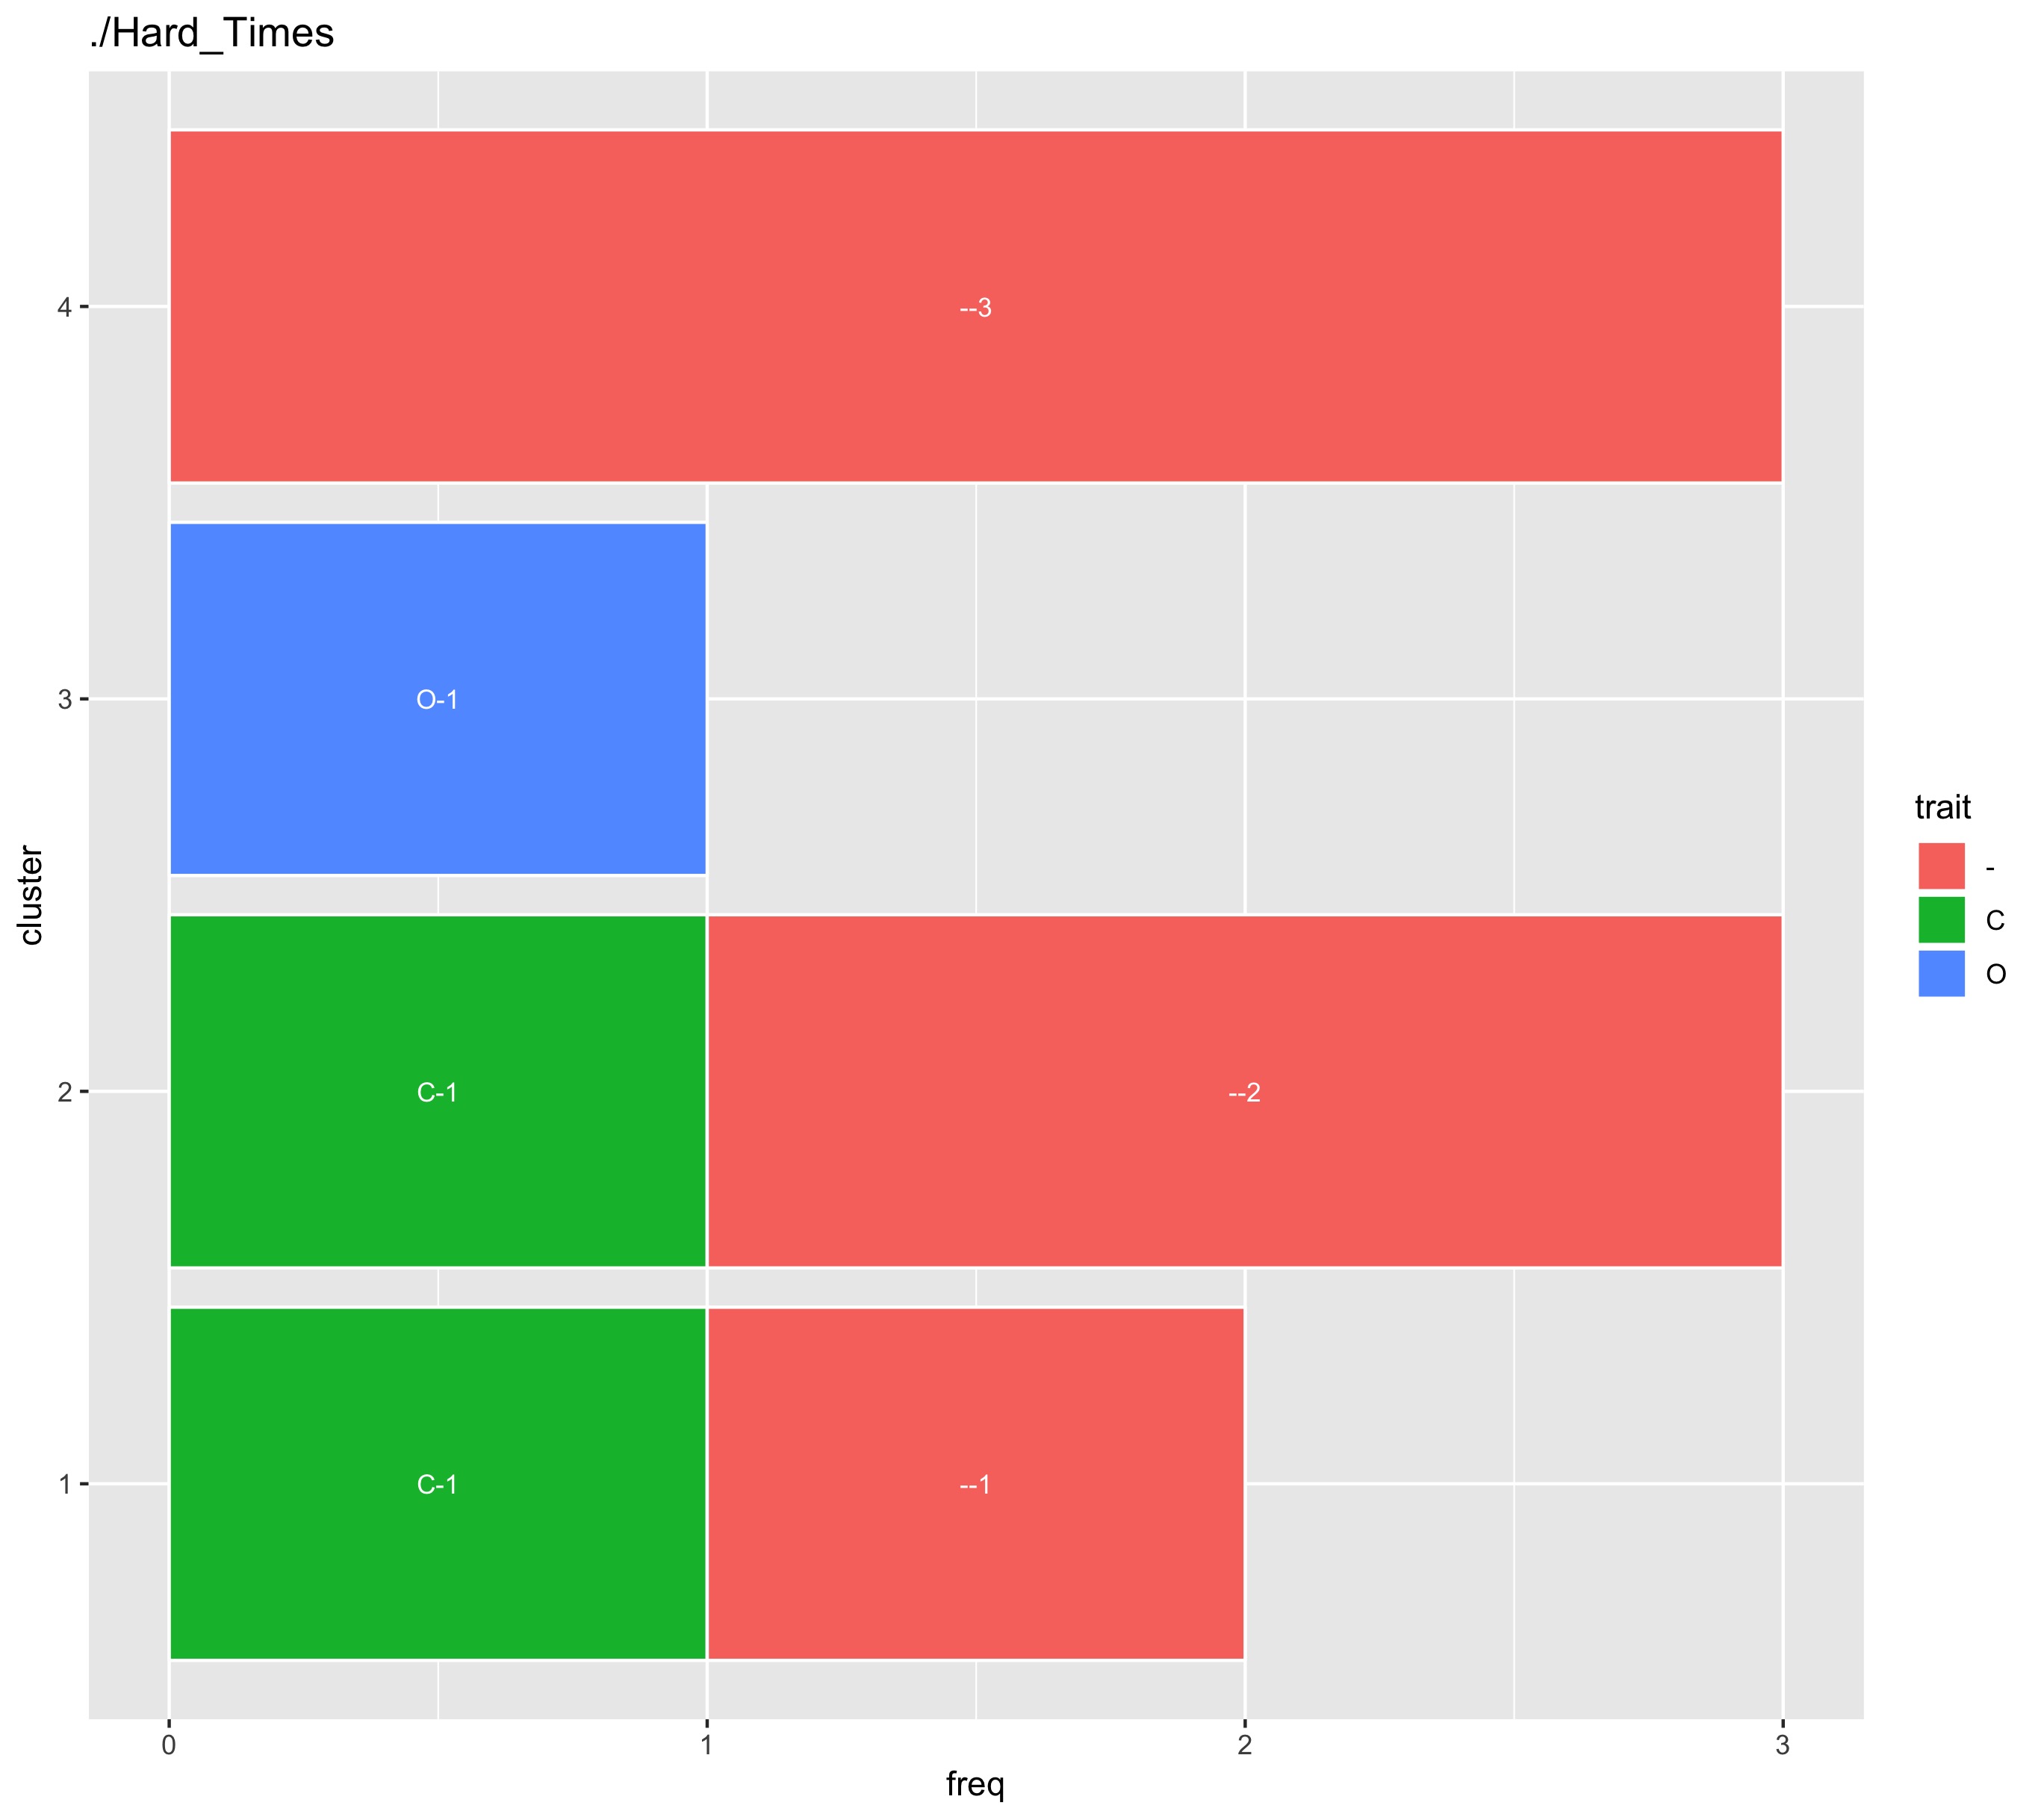 ./Hard_Times
4
--3
3
O-1
2
C-1 --2
1
C-1 --1
cluster
0 1 2 3
freq
trait
-
C
O